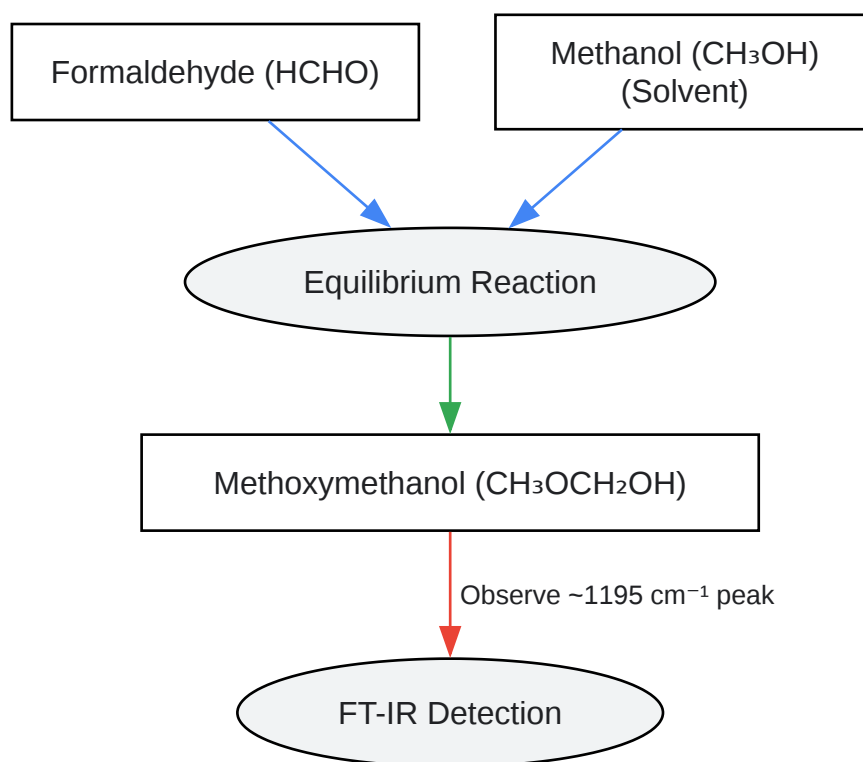 Formaldehyde (HCHO)
Methanol (CH₃OH)
(Solvent)
Equilibrium Reaction
Methoxymethanol (CH₃OCH₂OH)
Observe ~1195 cm⁻¹ peak
FT-IR Detection